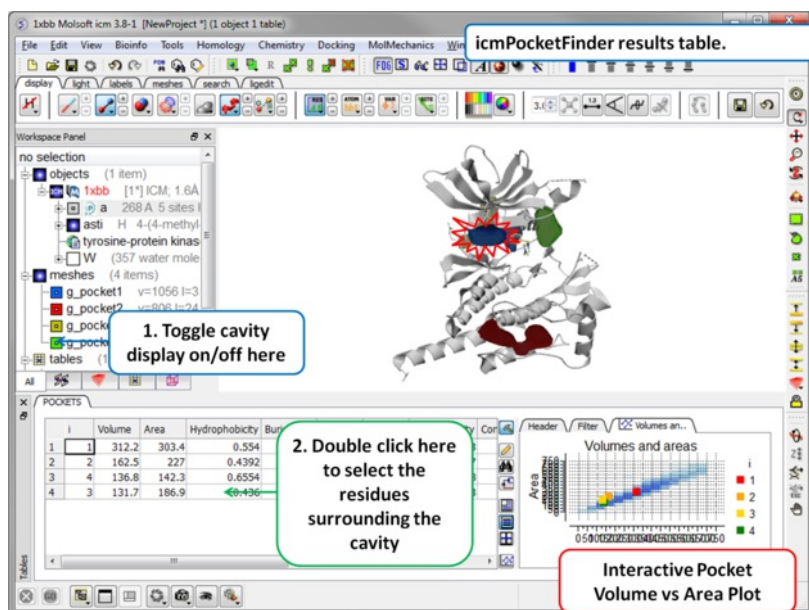 1xbb Molsoft icm 3.8-1 [NewProject *] (1 object 1 table)
File Edit View Bioinfo Tools Homology Chemistry Docking MolMechanics
icmPocketFinder results table.
display light labels meshes search ligedit
Workspace Panel
no selection
objects (1 item)
1xbb [1*] ICM; 1.6Å
a 268 A 5 sites
asti H 4-(4-methyl-
tyrosine-protein kinas
W (357 water mole
meshes (4 items)
g_pocket1 v=1056 l=3
g_pocket2 v=806 l=24
tables
All
1. Toggle cavity
display on/off here
POCKETS
i Volume Area Hydrophobicity
1 1 312.2 303.4 0.554
2 2 162.5 227 0.4392
3 4 136.8 142.3 0.6554
4 3 131.7 186.9 0.436
2. Double click here
to select the
residues
surrounding the
cavity
Header Filter Volumes an...
Volumes and areas
Area
i
1
2
3
4
Interactive Pocket
Volume vs Area Plot
Tables